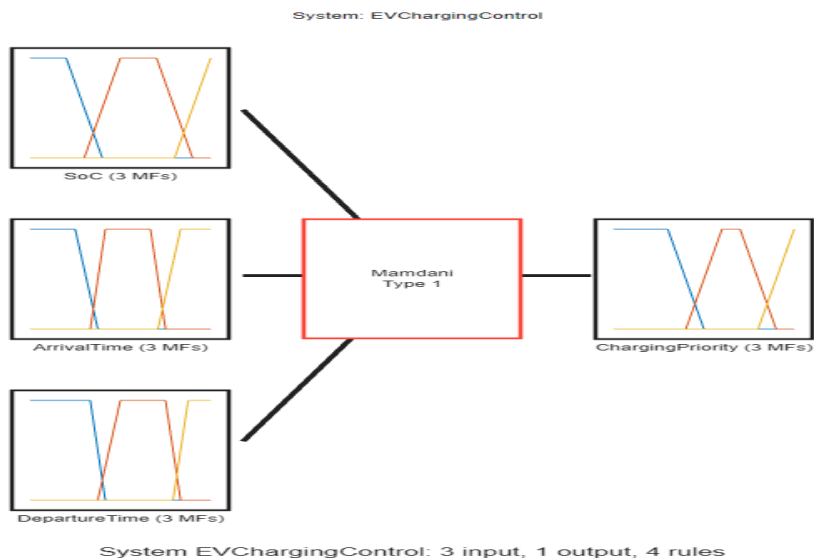 System: EVChargingControl
SoC (3 MFs)
Mamdani
Type 1
ArrivalTime (3 MFs)
ChargingPriority (3 MFs)
DepartureTime (3 MFs)
System EVChargingControl: 3 input, 1 output, 4 rules